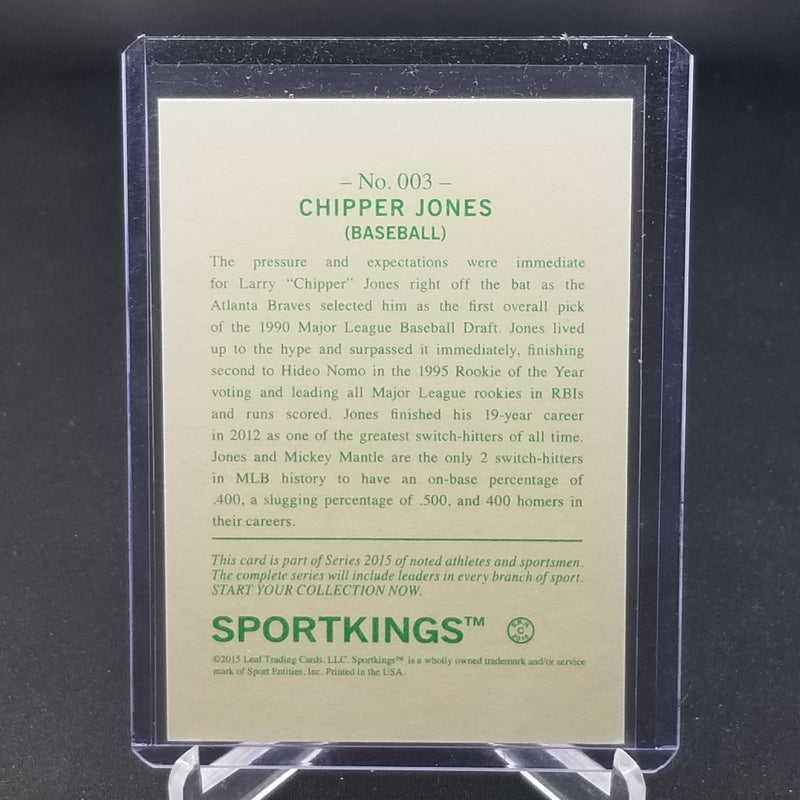 – No. 003 –
CHIPPER JONES
(BASEBALL)
The pressure and expectations were immediate
for Larry “Chipper” Jones right off the bat as the
Atlanta Braves selected him as the first overall pick
of the 1990 Major League Baseball Draft. Jones lived
up to the hype and surpassed it immediately, finishing
second to Hideo Nomo in the 1995 Rookie of the Year
voting and leading all Major League rookies in RBIs
and runs scored. Jones finished his 19-year career
in 2012 as one of the greatest switch-hitters of all time.
Jones and Mickey Mantle are the only 2 switch-hitters
in MLB history to have an on-base percentage of
.400, a slugging percentage of .500, and 400 homers in
their careers.
This card is part of Series 2015 of noted athletes and sportsmen.
The complete series will include leaders in every branch of sport.
START YOUR COLLECTION NOW.
SPORTKINGS™
©2015 Leaf Trading Cards, LLC. Sportkings™ is a wholly owned trademark and/or service
mark of Sport Entities, Inc. Printed in the USA.